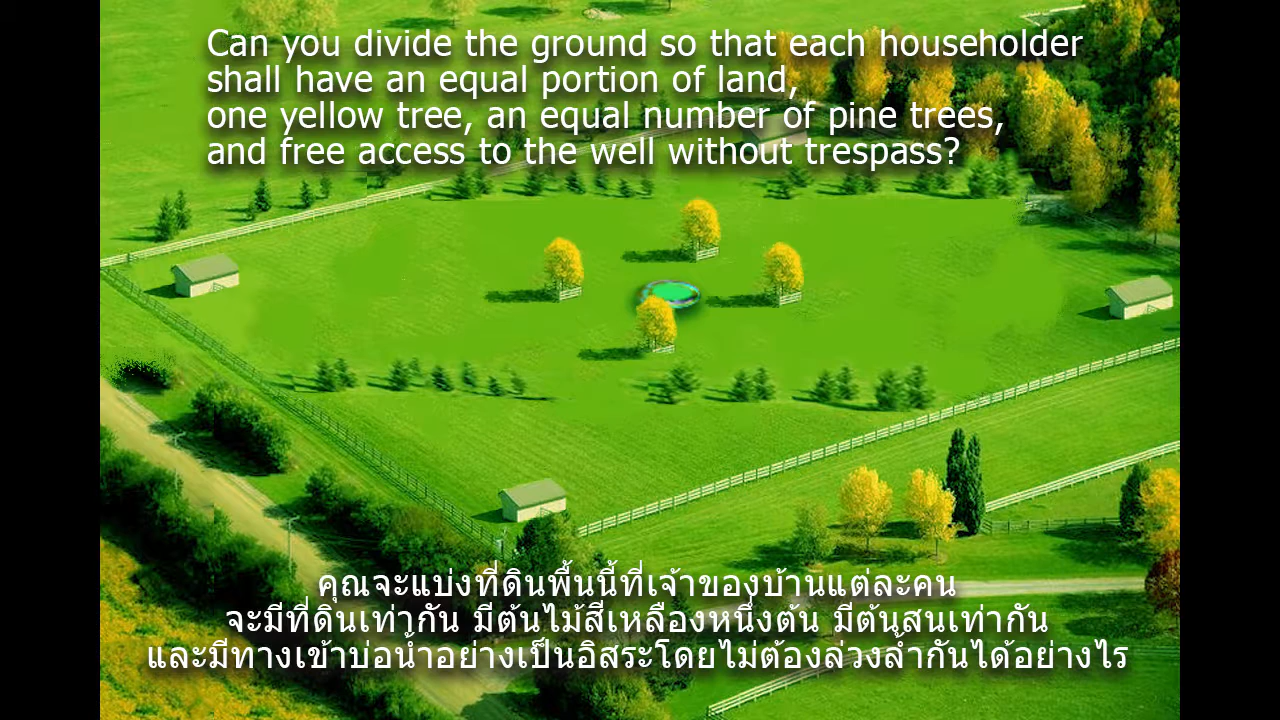 Can you divide the ground so that each householder
shall have an equal portion of land,
one yellow tree, an equal number of pine trees,
and free access to the well without trespass?
คุณจะแบ่งที่ดินพื้นนี้ที่เจ้าของบ้านแต่ละคน
จะมีที่ดินเท่ากัน มีต้นไม้สีเหลืองหนึ่งต้น มีต้นสนเท่ากัน
และมีทางเข้าบ่อน้ำอย่างเป็นอิสระโดยไม่ต้องล่วงล้ำกันได้อย่างไร